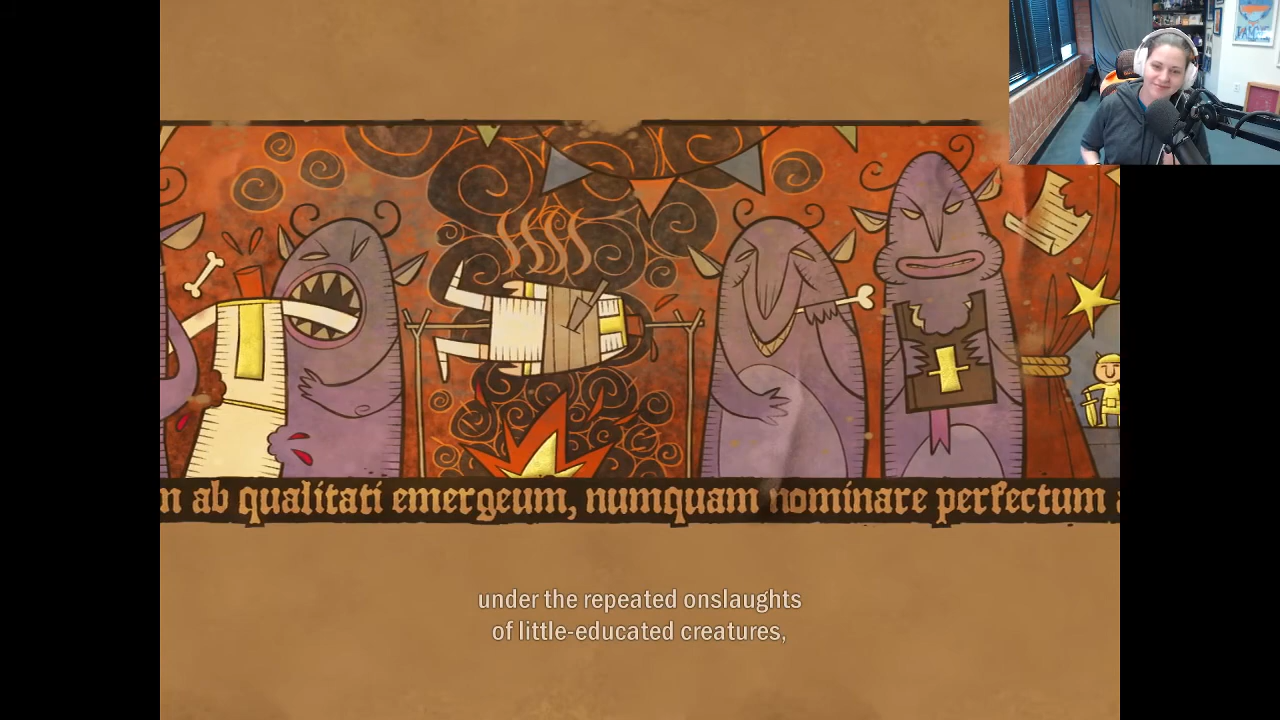 m ab qualitati emergeum, numquam nominare perfectum a
under the repeated onslaughts
of little-educated creatures,